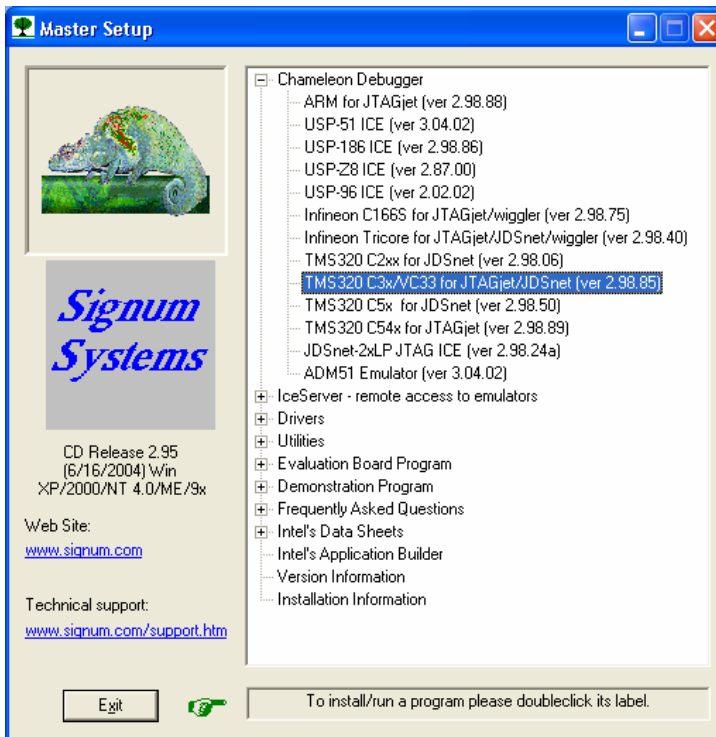 Master Setup
Signum
Systems
CD Release 2.95
(6/16/2004) Win
XP/2000/NT 4.0/ME/9x
Web Site:
www.signum.com
Technical support:
www.signum.com/support.htm
Exit
Chameleon Debugger
ARM for JTAGjet (ver 2.98.88)
USP-51 ICE (ver 3.04.02)
USP-186 ICE (ver 2.98.86)
USP-Z8 ICE (ver 2.87.00)
USP-96 ICE (ver 2.02.02)
Infineon C166S for JTAGjet/wiggler (ver 2.98.75)
Infineon Tricore for JTAGjet/JDSnet/wiggler (ver 2.98.40)
TMS320 C2xx for JDSnet (ver 2.98.06)
TMS320 C3x/VC33 for JTAGjet/JDSnet (ver 2.98.85)
TMS320 C5x  for JDSnet (ver 2.98.50)
TMS320 C54x for JTAGjet (ver 2.98.89)
JDSnet-2xLP JTAG ICE (ver 2.98.24a)
ADM51 Emulator (ver 3.04.02)
IceServer - remote access to emulators
Drivers
Utilities
Evaluation Board Program
Demonstration Program
Frequently Asked Questions
Intel's Data Sheets
Intel's Application Builder
Version Information
Installation Information
To install/run a program please doubleclick its label.